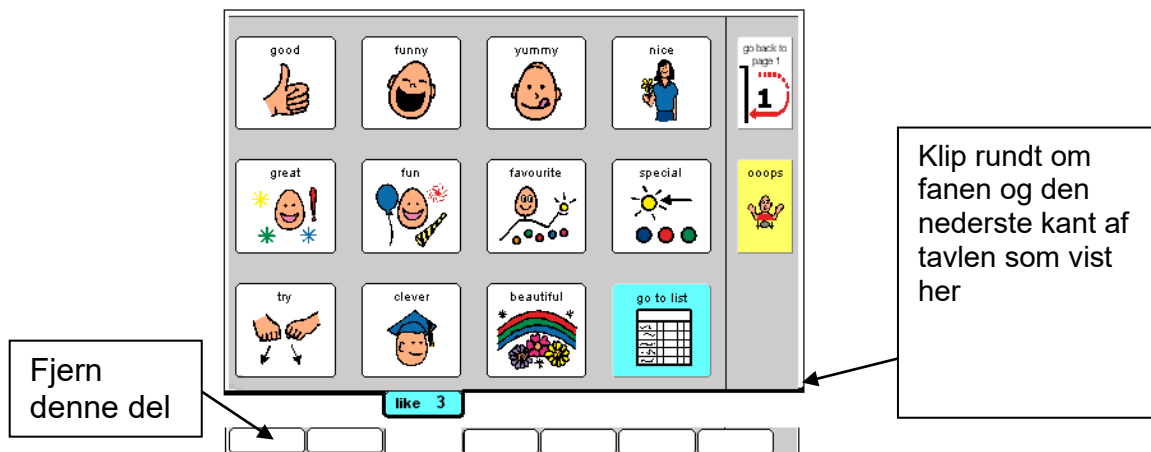 good
funny
yummy
nice
go back to
page 1
1
great
fun
favourite
special
ooops
try
clever
beautiful
go to list
like 3
Klip rundt om
fanen og den
nederste kant af
tavlen som vist
her
Fjern
denne del